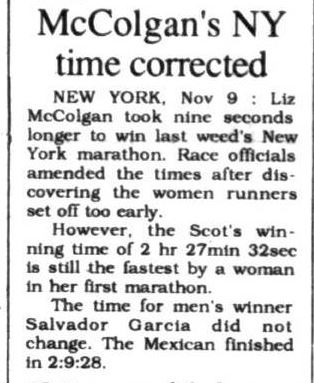 McColgan's NY
time corrected
NEW YORK, Nov 9 : Liz
McColgan took nine seconds
longer to win last weed's New
York marathon. Race officials
amended the times after dis-
covering the women runners
set off too early.
However, the Scot's win-
ning time of 2 hr 27min 32sec
is still the fastest by a woman
in her first marathon.
The time for men's winner
Salvador Garcia did not
change. The Mexican finished
in 2:9:28.